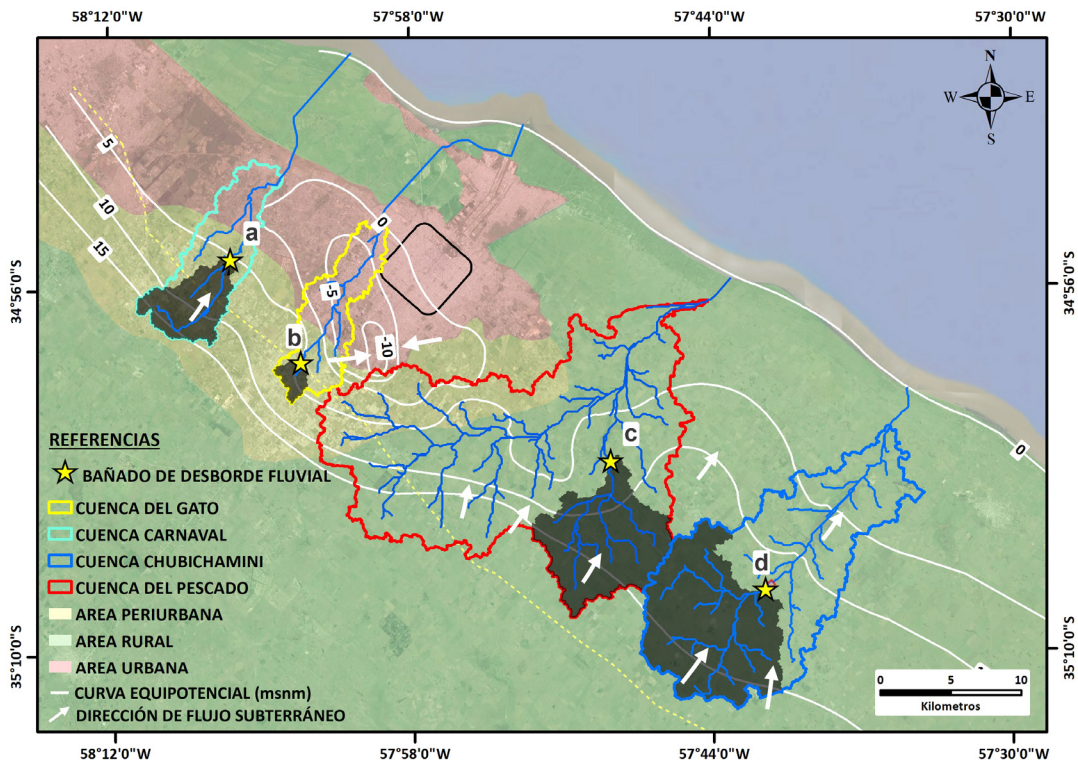 58°12'0"W 57°58'0"W 57°44'0"W 57°30'0"W
N
W E
S
5
10
15
a
0
-5
34°56'0"S 34°56'0"S
b
-10
c
0
d
REFERENCIAS
BAÑADO DE DESBORDE FLUVIAL
CUENCA DEL GATO
CUENCA CARNAVAL
CUENCA CHUBICHAMINI
CUENCA DEL PESCADO
AREA PERIURBANA
AREA RURAL
AREA URBANA
CURVA EQUIPOTENCIAL (msnm)
DIRECCIÓN DE FLUJO SUBTERRÁNEO
35°10'0"S 35°10'0"S
0 5 10
Kilometros
58°12'0"W 57°58'0"W 57°44'0"W 57°30'0"W